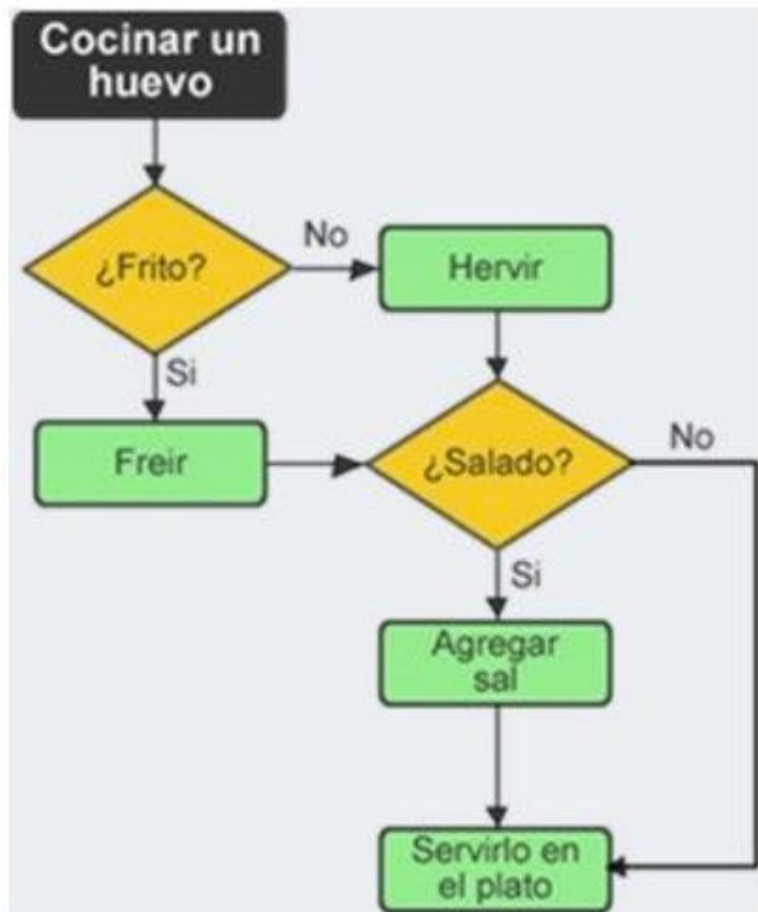 Cocinar un
huevo
¿Frito?
No
Hervir
Si
Freir
¿Salado?
No
Si
Agregar
sal
Servirlo en
el plato